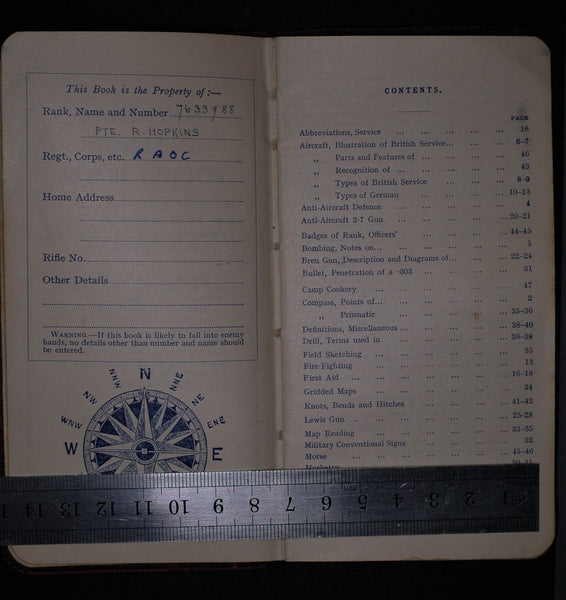 This Book is the Property of :—
Rank, Name and Number 7633988
PTE. R. HOPKINS
Regt., Corps, etc. R A O C
Home Address
Rifle No.
Other Details
WARNING.—If this book is likely to fall into enemy
hands, no details other than number and name should
be entered.
N
NNW NNE
NW NE
WNW ENE
W E
CONTENTS.
PAGE
Abbreviations, Service ... ... ... ... ... 18
Aircraft, Illustration of British Service... ... ... 6–7
„ Parts and Features of ... ... ... ... 46
„ Recognition of ... ... ... ... ... 43
„ Types of British Service ... ... ... 8–9
„ Types of German ... ... ... ... 10–13
Anti-Aircraft Defence ... ... ... ... ... 4
Anti-Aircraft 3·7 Gun ... ... ... ... ... 20–21
Badges of Rank, Officers' ... ... ... ... 44–45
Bombing, Notes on... ... ... ... ... ... 5
Bren Gun, Description and Diagrams of... ... ... 22–24
Bullet, Penetration of a ·303 ... ... ... ... 31
Camp Cookery ... ... ... ... ... ... 47
Compass, Points of... ... ... ... ... ... 2
„ Prismatic ... ... ... ... ... 35–36
Definitions, Miscellaneous ... ... ... ... ... 38–40
Drill, Terms used in ... ... ... ... ... 36–38
Field Sketching ... ... ... ... ... ... 33
Fire-Fighting ... ... ... ... ... ... 13
First Aid ... ... ... ... ... ... 16–18
Gridded Maps ... ... ... ... ... ... 34
Knots, Bends and Hitches ... ... ... ... 41–42
Lewis Gun ... ... ... ... ... ... 25–28
Map Reading ... ... ... ... ... ... 33–35
Military Conventional Signs ... ... ... ... 32
Morse ... ... ... ... ... ... 45–46
1 2 3 4 5 6 7 8 9 10 11 12 13 14
mm